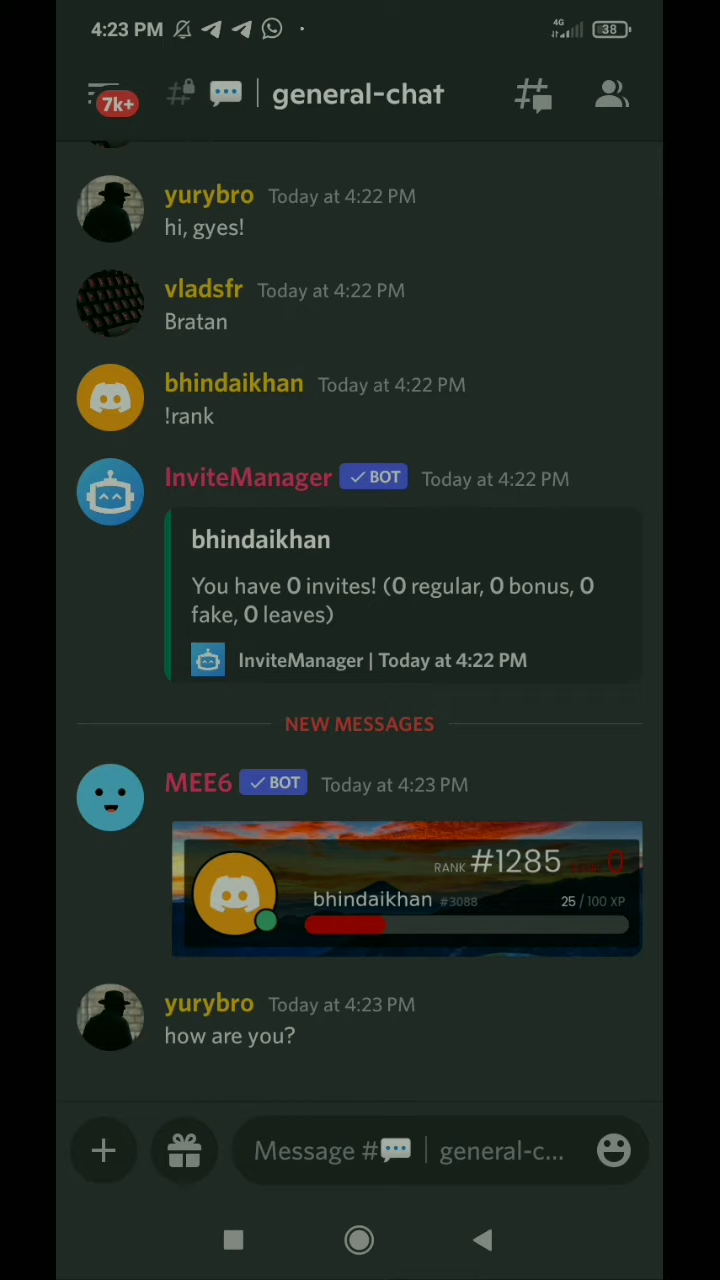 4:23 PM
4G
38
7k+
general-chat
yurybro Today at 4:22 PM
hi, gyes!
vladsfr Today at 4:22 PM
Bratan
bhindaikhan Today at 4:22 PM
!rank
InviteManager BOT Today at 4:22 PM
bhindaikhan
You have 0 invites! (0 regular, 0 bonus, 0
fake, 0 leaves)
InviteManager | Today at 4:22 PM
NEW MESSAGES
MEE6 BOT Today at 4:23 PM
RANK #1285 0
bhindaikhan #3088 25 / 100 XP
yurybro Today at 4:23 PM
how are you?
Message # general-c...